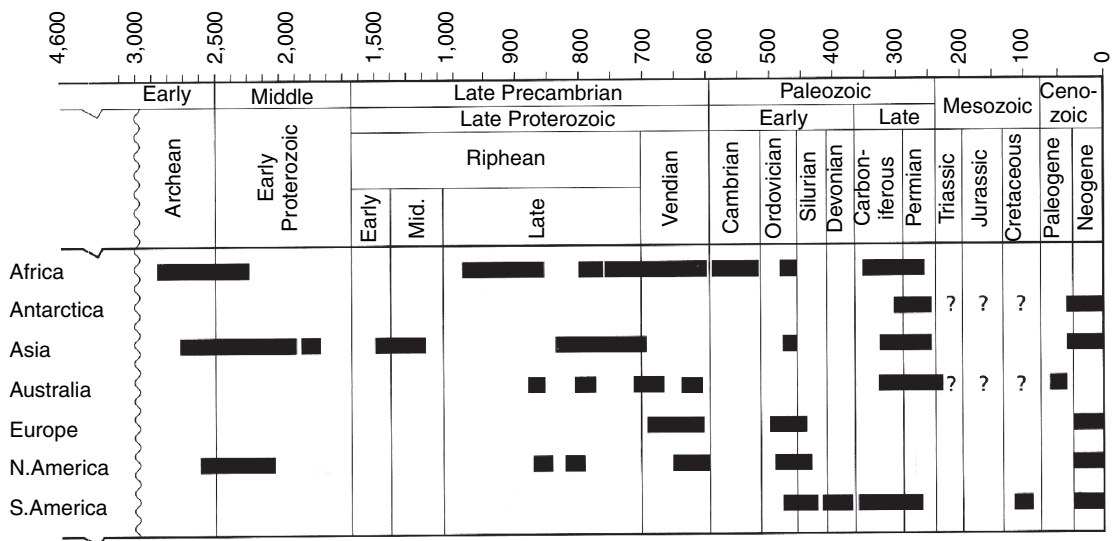 4,600 3,000 2,500 2,000 1,500 1,000 900 800 700 600 500 400 300 200 100 0
Early Middle Late Precambrian Paleozoic Mesozoic Ceno-
zoic
Late Proterozoic Early Late
Archean Early
Proterozoic Riphean Vendian Cambrian Ordovician Silurian Devonian Carbon-
iferous Permian Triassic Jurassic Cretaceous Paleogene Neogene
Early Mid. Late
Africa
Antarctica ? ? ?
Asia
Australia ? ? ?
Europe
N.America
S.America